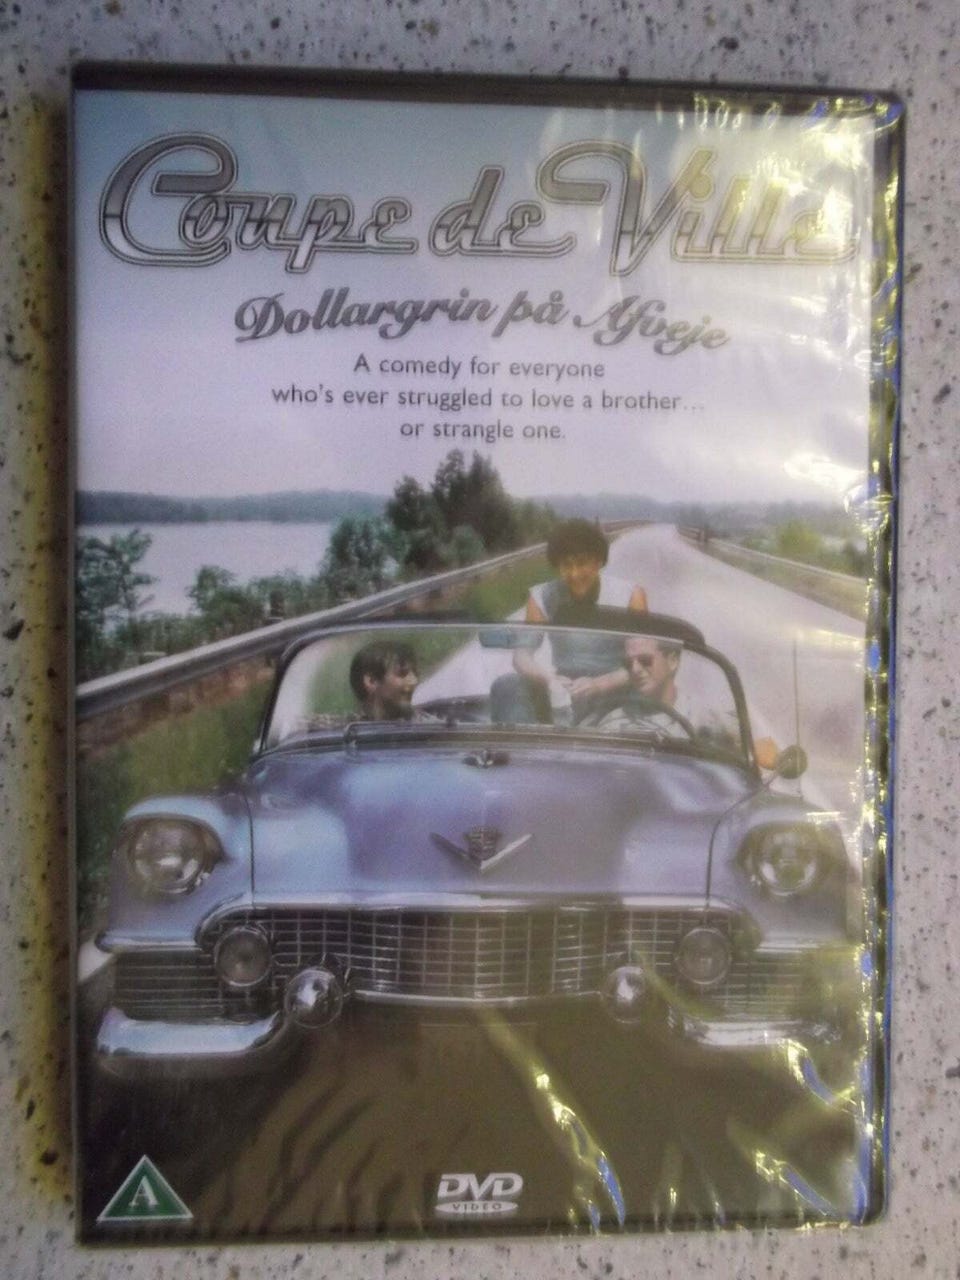 Coupe de Ville
Dollargrin på Afveje
A comedy for everyone
who's ever struggled to love a brother...
or strangle one.
A
DVD
VIDEO